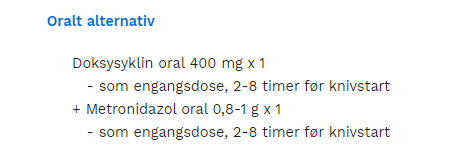 Oralt alternativ
Doksysyklin oral 400 mg x 1
- som engangsdose, 2-8 timer før knivstart
+ Metronidazol oral 0,8-1 g x 1
- som engangsdose, 2-8 timer før knivstart